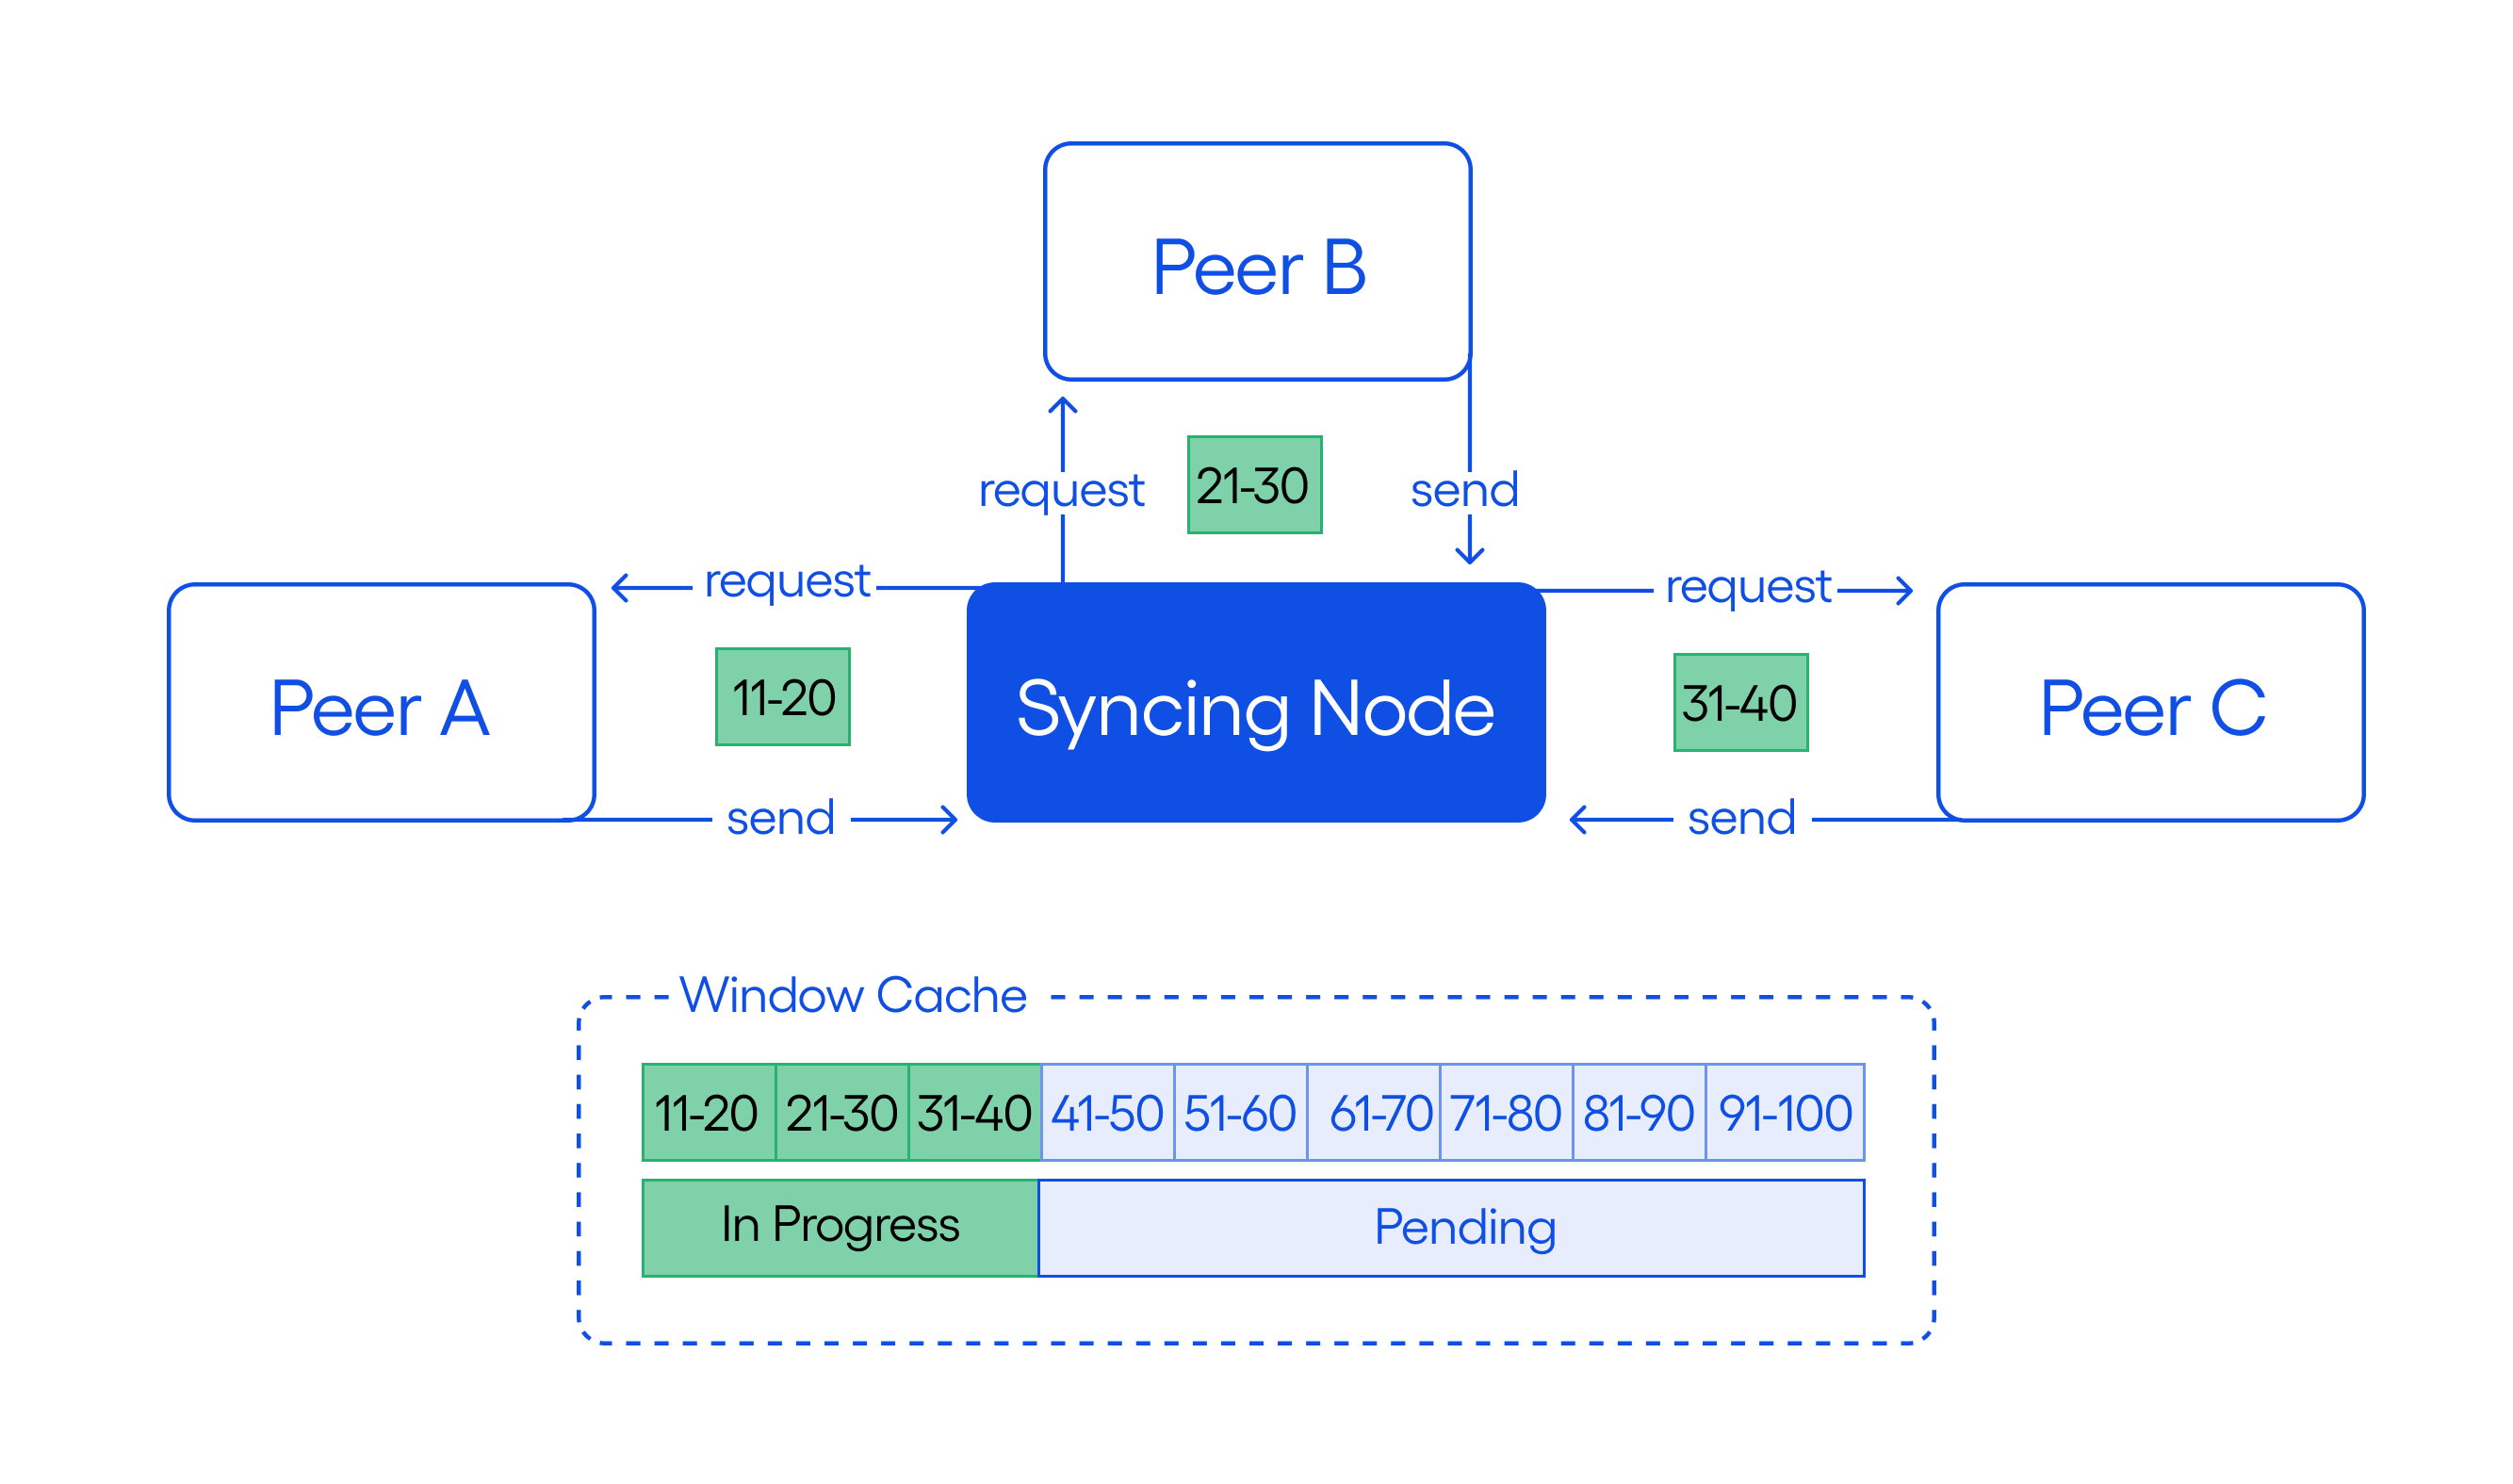 Peer B
request
21-30
send
request
request
Peer A
11-20
Syncing Node
31-40
Peer C
send
send
Window Cache
11-20 21-30 31-40 41-50 51-60 61-70 71-80 81-90 91-100
In Progress Pending